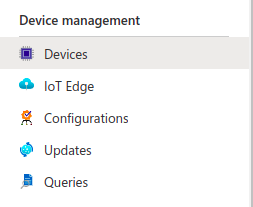 Device management
Devices
IoT Edge
Configurations
Updates
Queries